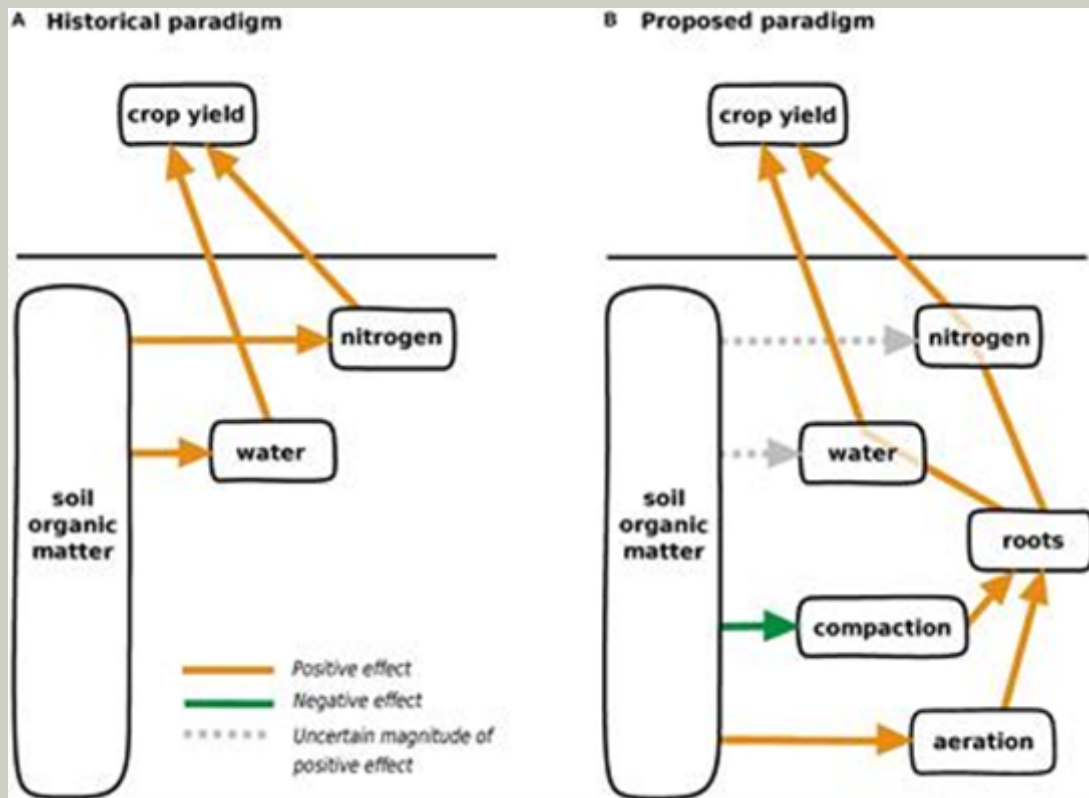 A Historical paradigm
crop yield
nitrogen
water
soil
organic
matter
Positive effect
Negative effect
Uncertain magnitude of
positive effect
B Proposed paradigm
crop yield
nitrogen
water
soil
organic
matter
roots
compaction
aeration